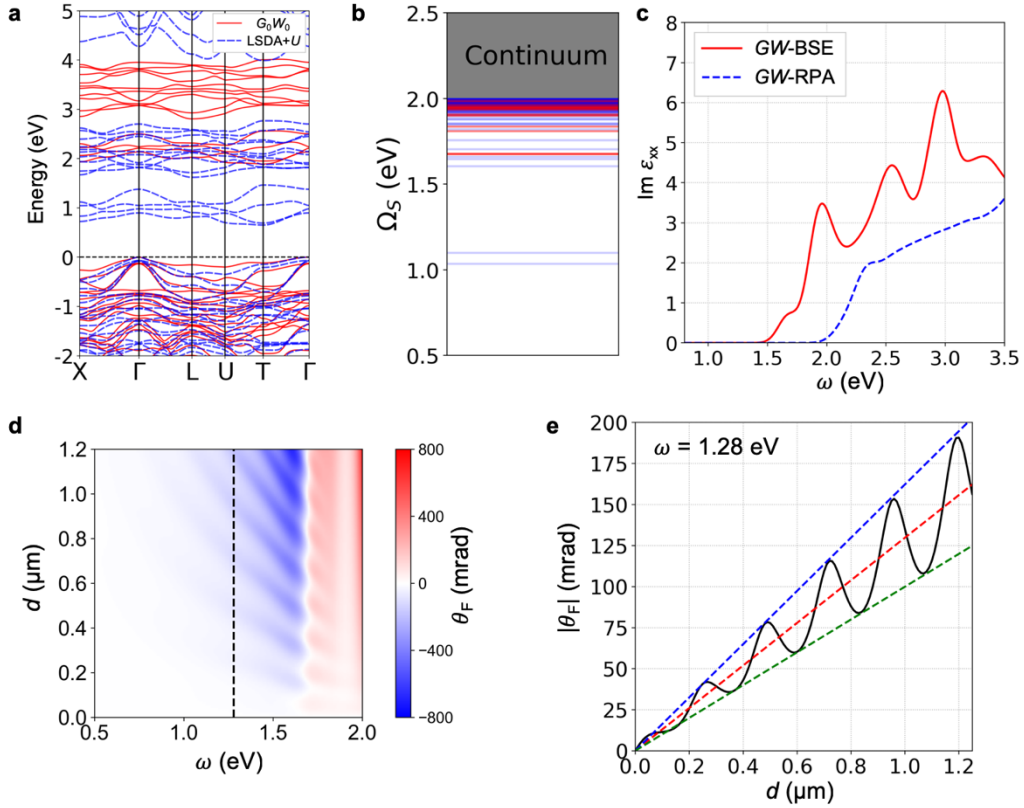 a
5
4
3
2
1
0
-1
-2
Energy (eV)
X Γ L U T Γ
G₀W₀
LSDA+U
b
2.5
2.0
1.5
1.0
0.5
Ω_S (eV)
Continuum
c
8
7
6
5
4
3
2
1
0
Im ε_xx
1.0 1.5 2.0 2.5 3.0 3.5
ω (eV)
GW-BSE
GW-RPA
d
1.2
1.0
0.8
0.6
0.4
0.2
0.0
d (μm)
0.5 1.0 1.5 2.0
ω (eV)
800
400
0
−400
−800
θ_F (mrad)
e
200
175
150
125
100
75
50
25
0
|θ_F| (mrad)
0.0 0.2 0.4 0.6 0.8 1.0 1.2
d (μm)
ω = 1.28 eV